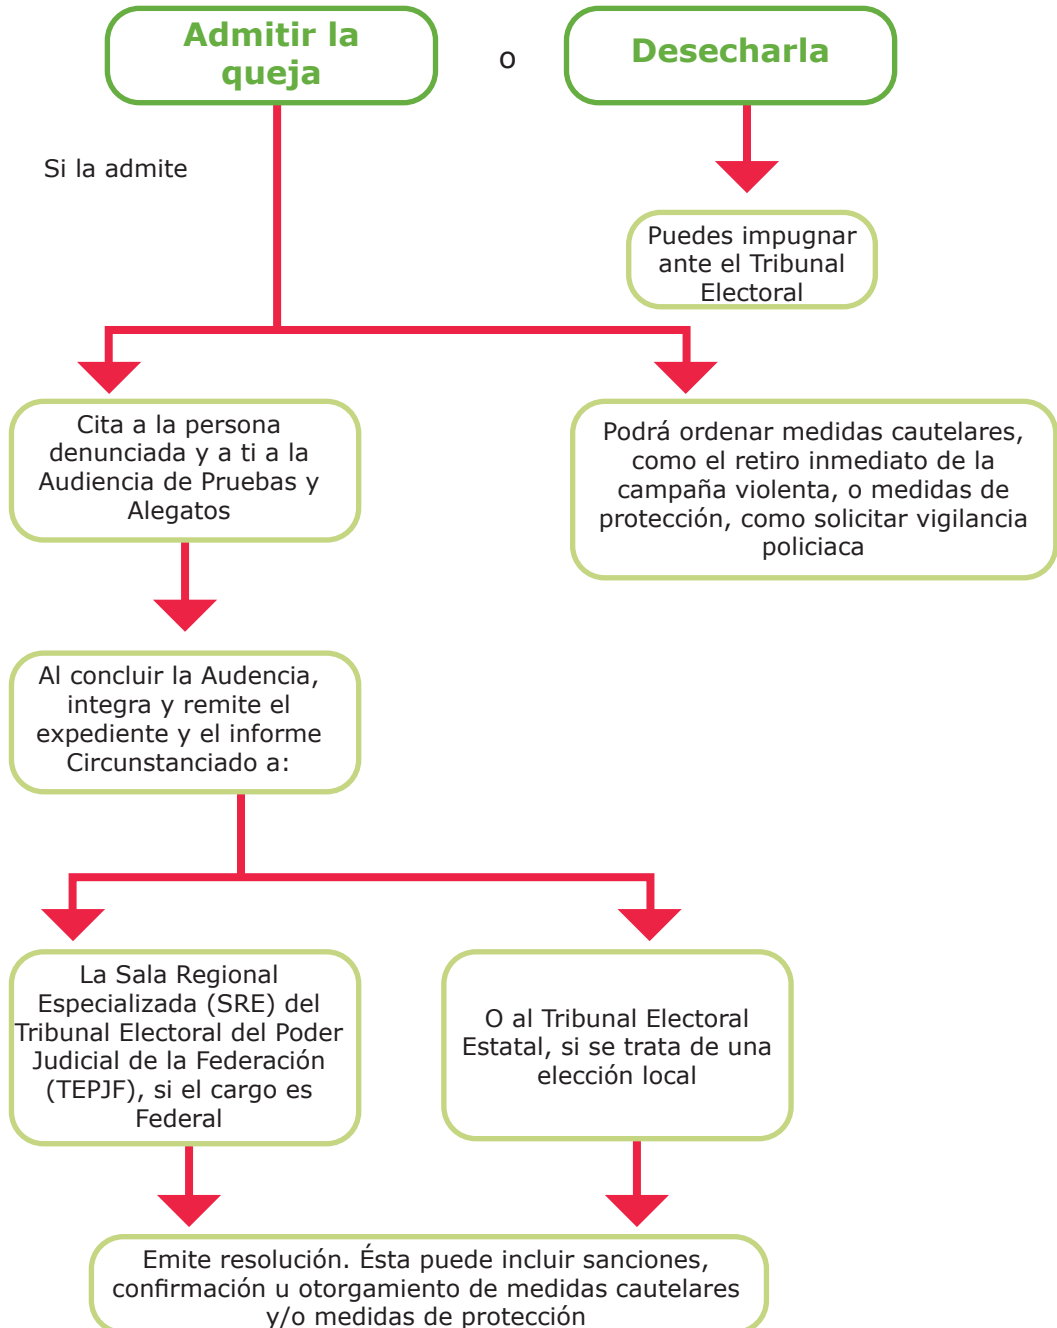 Admitir la
queja
o
Desecharla
Si la admite
Puedes impugnar
ante el Tribunal
Electoral
Cita a la persona
denunciada y a ti a la
Audiencia de Pruebas y
Alegatos
Podrá ordenar medidas cautelares,
como el retiro inmediato de la
campaña violenta, o medidas de
protección, como solicitar vigilancia
policiaca
Al concluir la Audencia,
integra y remite el
expediente y el informe
Circunstanciado a:
La Sala Regional
Especializada (SRE) del
Tribunal Electoral del Poder
Judicial de la Federación
(TEPJF), si el cargo es
Federal
O al Tribunal Electoral
Estatal, si se trata de una
elección local
Emite resolución. Ésta puede incluir sanciones,
confirmación u otorgamiento de medidas cautelares
y/o medidas de protección